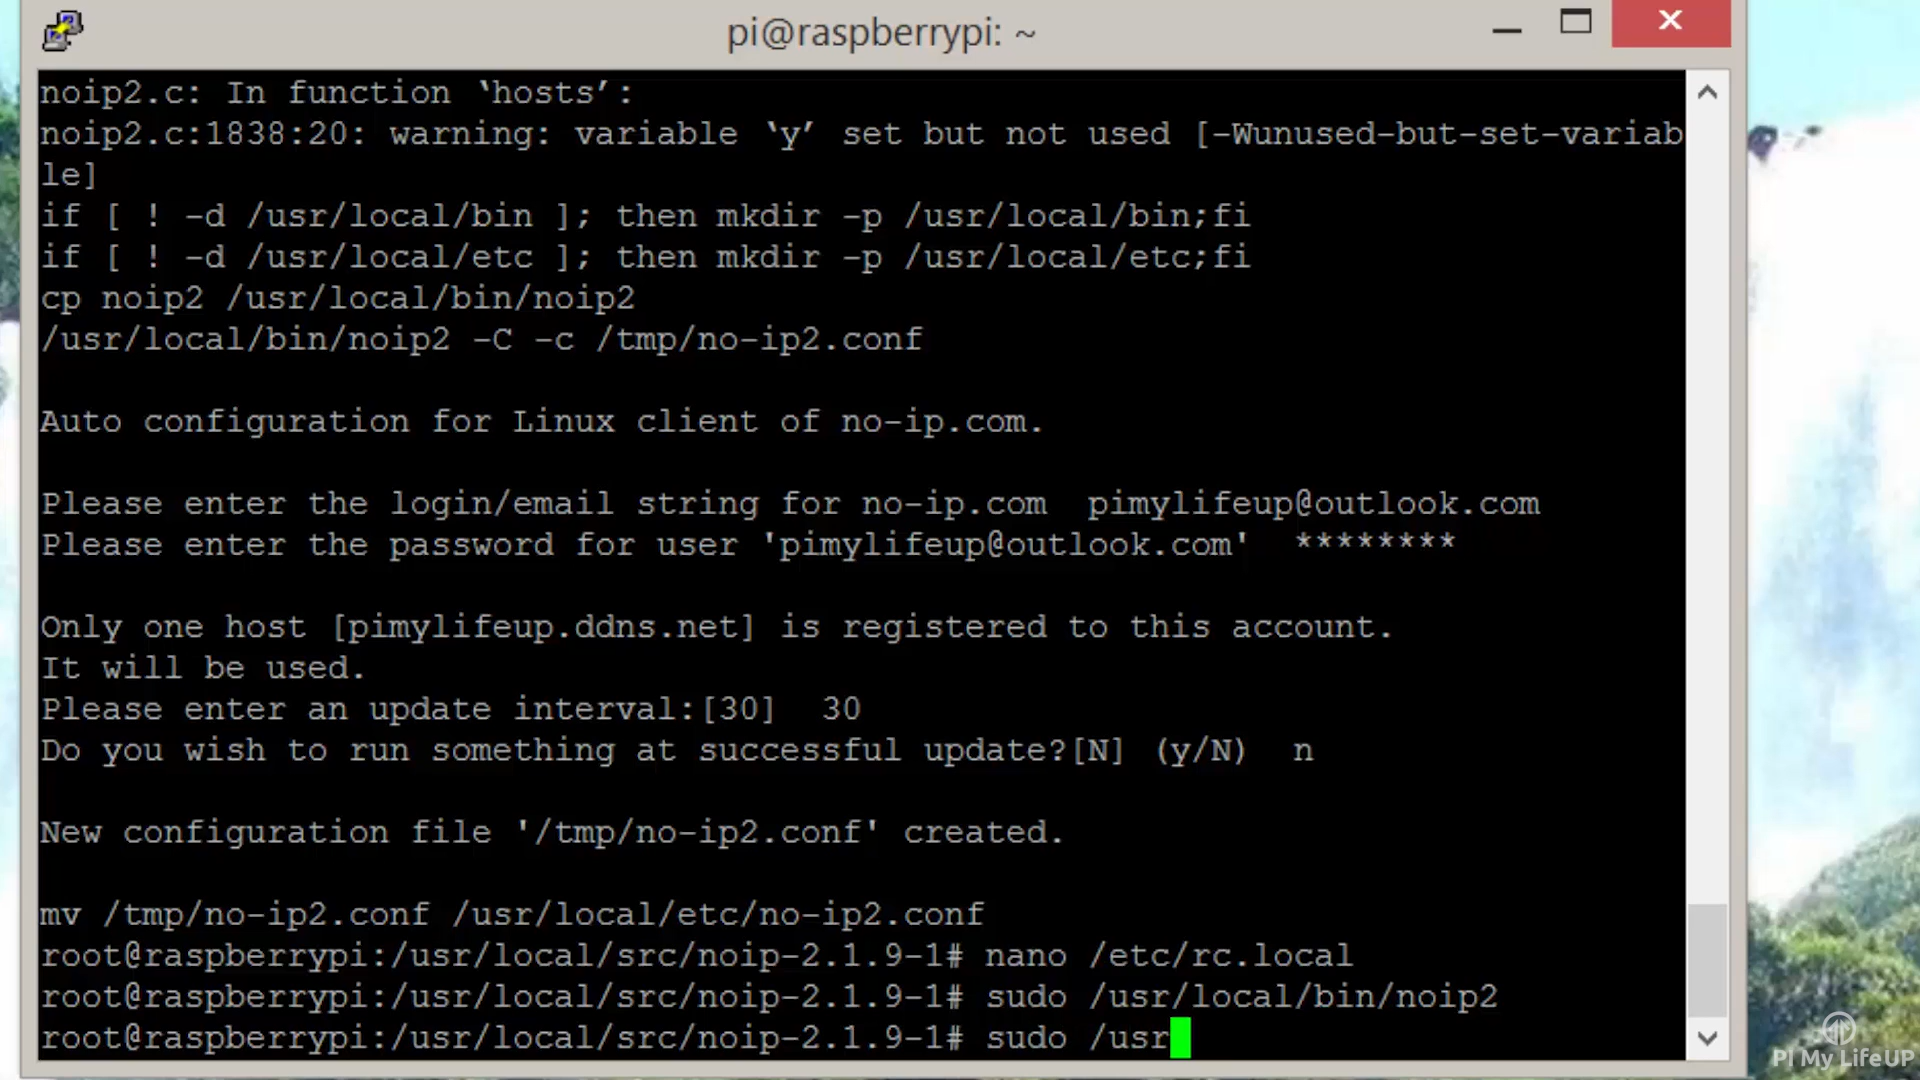 pi@raspberrypi: ~
noip2.c: In function ‘hosts’:
noip2.c:1838:20: warning: variable ‘y’ set but not used [-Wunused-but-set-variab
le]
if [ ! -d /usr/local/bin ]; then mkdir -p /usr/local/bin;fi
if [ ! -d /usr/local/etc ]; then mkdir -p /usr/local/etc;fi
cp noip2 /usr/local/bin/noip2
/usr/local/bin/noip2 -C -c /tmp/no-ip2.conf
Auto configuration for Linux client of no-ip.com.
Please enter the login/email string for no-ip.com  pimylifeup@outlook.com
Please enter the password for user 'pimylifeup@outlook.com'  ********
Only one host [pimylifeup.ddns.net] is registered to this account.
It will be used.
Please enter an update interval:[30]  30
Do you wish to run something at successful update?[N] (y/N)  n
New configuration file '/tmp/no-ip2.conf' created.
mv /tmp/no-ip2.conf /usr/local/etc/no-ip2.conf
root@raspberrypi:/usr/local/src/noip-2.1.9-1# nano /etc/rc.local
root@raspberrypi:/usr/local/src/noip-2.1.9-1# sudo /usr/local/bin/noip2
root@raspberrypi:/usr/local/src/noip-2.1.9-1# sudo /usr
PI My LifeUP